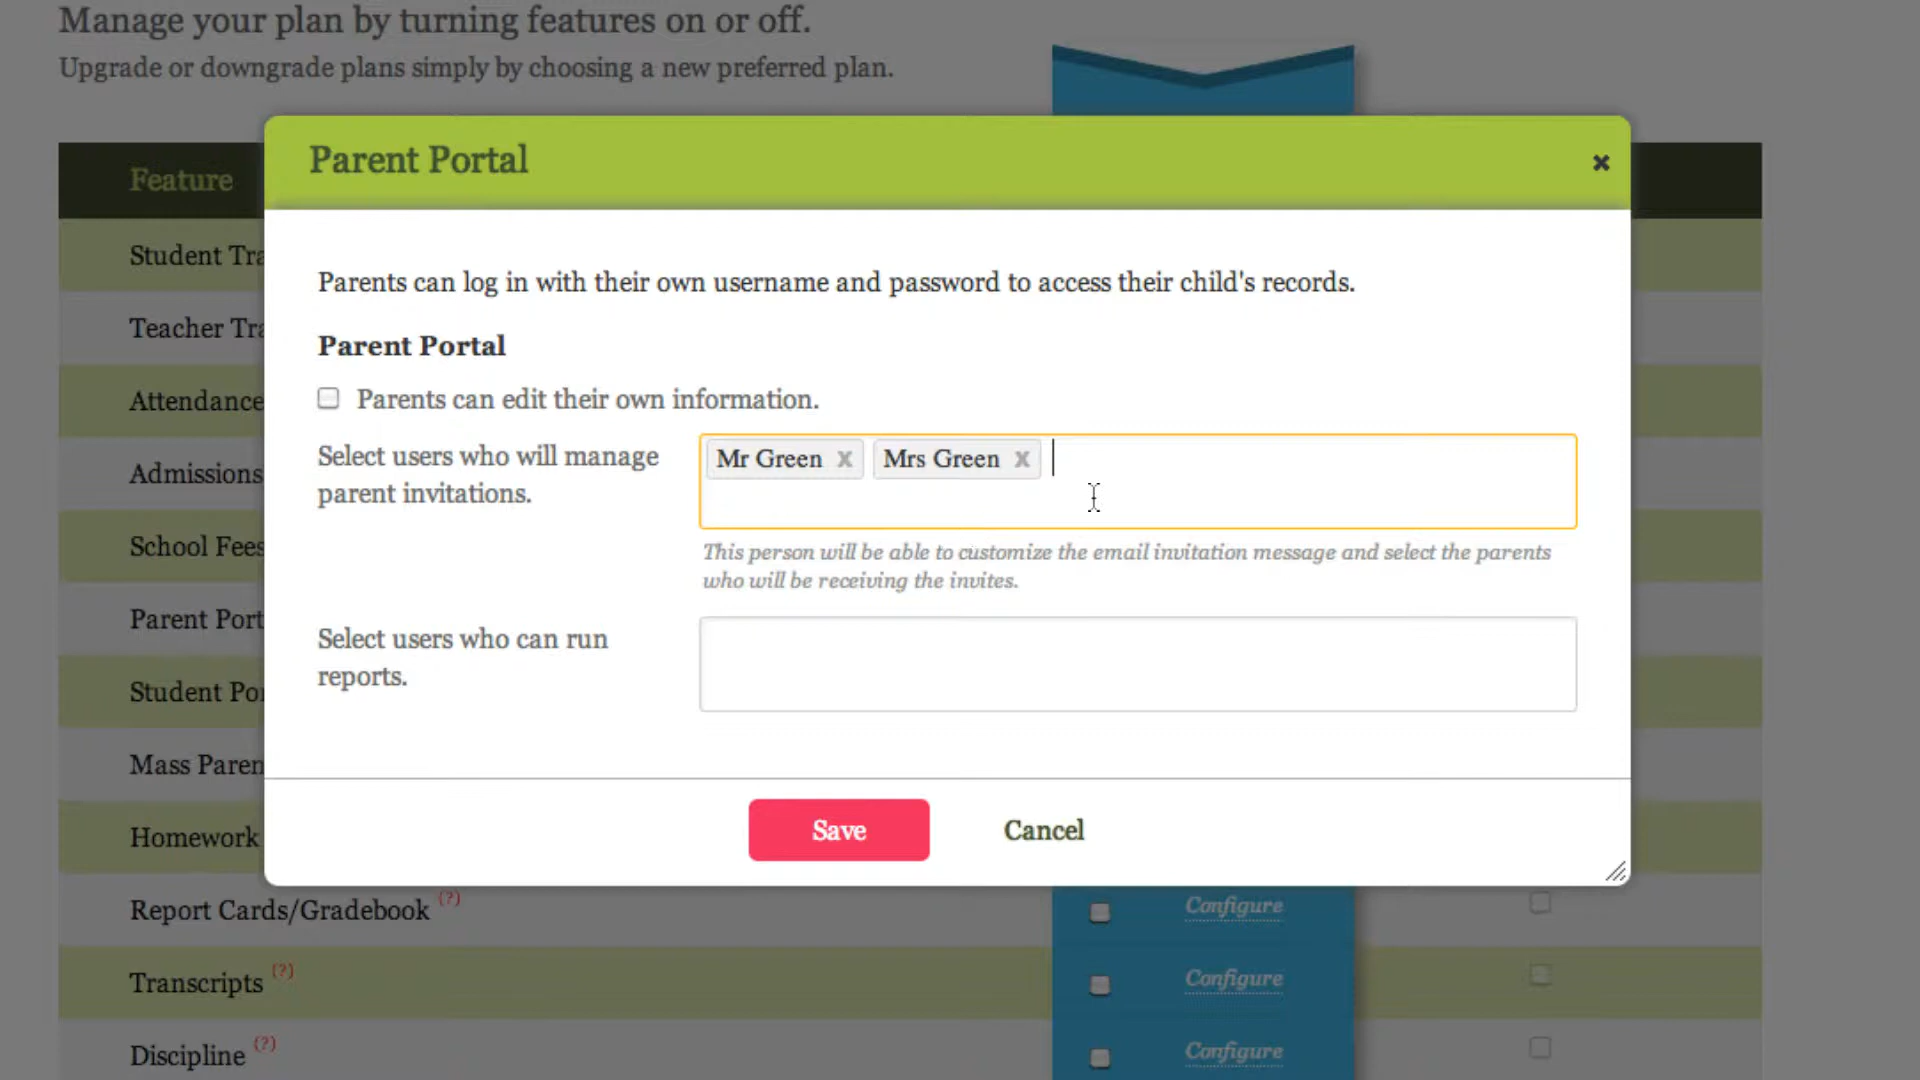 Manage your plan by turning features on or off.
Upgrade or downgrade plans simply by choosing a new preferred plan.
Feature
Parent Portal
Student Tra
Teacher Tra
Attendance
Admissions
School Fees
Parent Port
Student Po
Mass Paren
Homework
Parents can log in with their own username and password to access their child's records.
Parent Portal
Parents can edit their own information.
Select users who will manage
parent invitations.
Mr Green x Mrs Green x
This person will be able to customize the email invitation message and select the parents
who will be receiving the invites.
Select users who can run
reports.
Save Cancel
Report Cards/Gradebook (?) Configure
Transcripts (?) Configure
Discipline (?) Configure